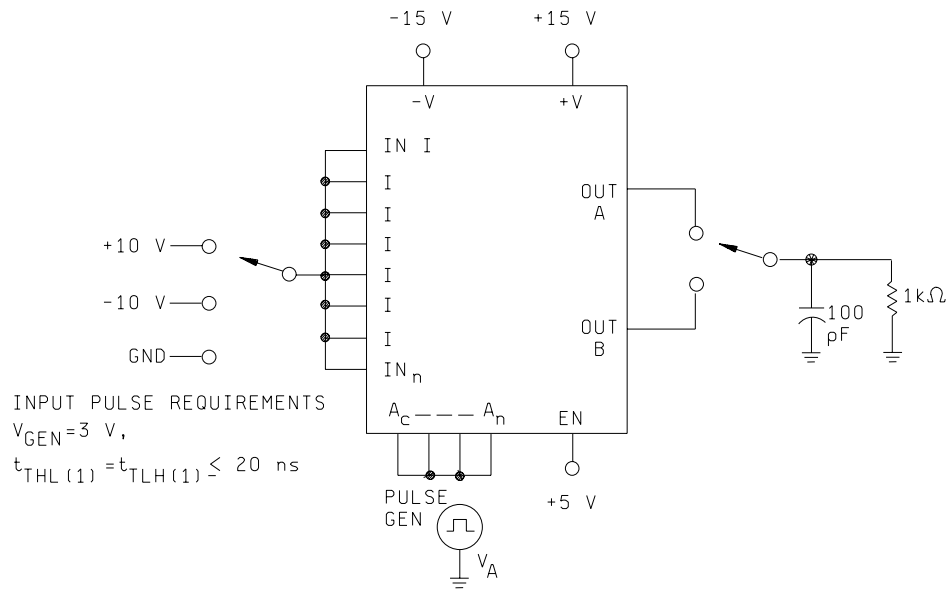 -15 V
+15 V
-V
+V
IN I
I
I
I
I
I
I
INn
OUT
A
OUT
B
+10 V
-10 V
GND
1kΩ
100
pF
INPUT PULSE REQUIREMENTS
VGEN=3 V,
tTHL(1)=tTLH(1)≤ 20 ns
Ac _ _ _ An
EN
+5 V
PULSE
GEN
VA